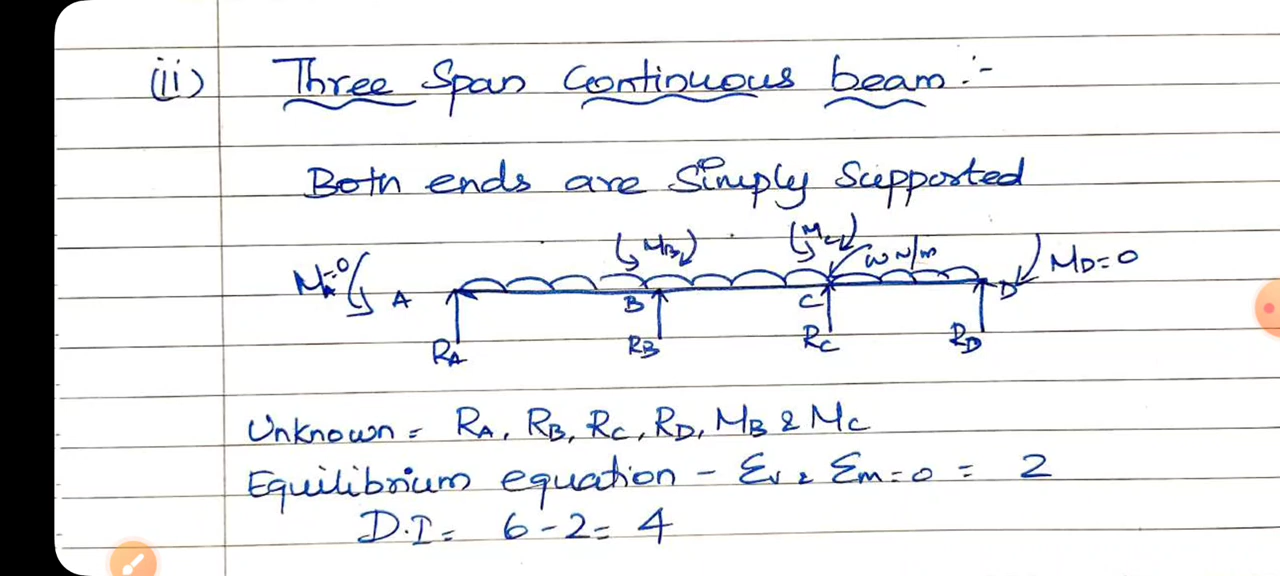 (ii) Three Span Continuous beam :-
Both ends are Simply Supported
MA=0 A MB MC w N/m MD=0
B C D
RA RB RC RD
Unknown = RA, RB, RC, RD, MB & MC
Equilibrium equation - Σv & Σm=0 = 2
D.I = 6-2= 4